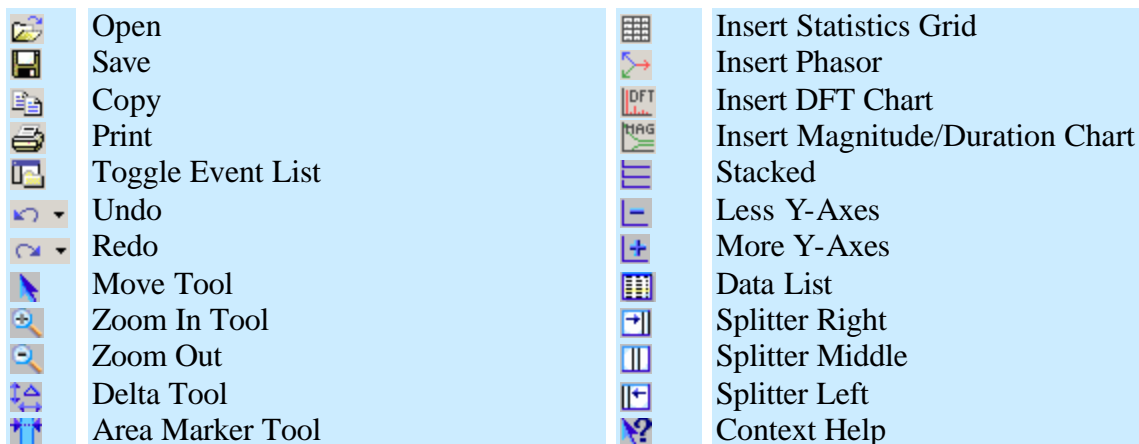 Open
Save
Copy
Print
Toggle Event List
Undo
Redo
Move Tool
Zoom In Tool
Zoom Out
Delta Tool
Area Marker Tool
Insert Statistics Grid
Insert Phasor
DFT
Insert DFT Chart
MAG
Insert Magnitude/Duration Chart
Stacked
Less Y-Axes
More Y-Axes
Data List
Splitter Right
Splitter Middle
Splitter Left
?
Context Help